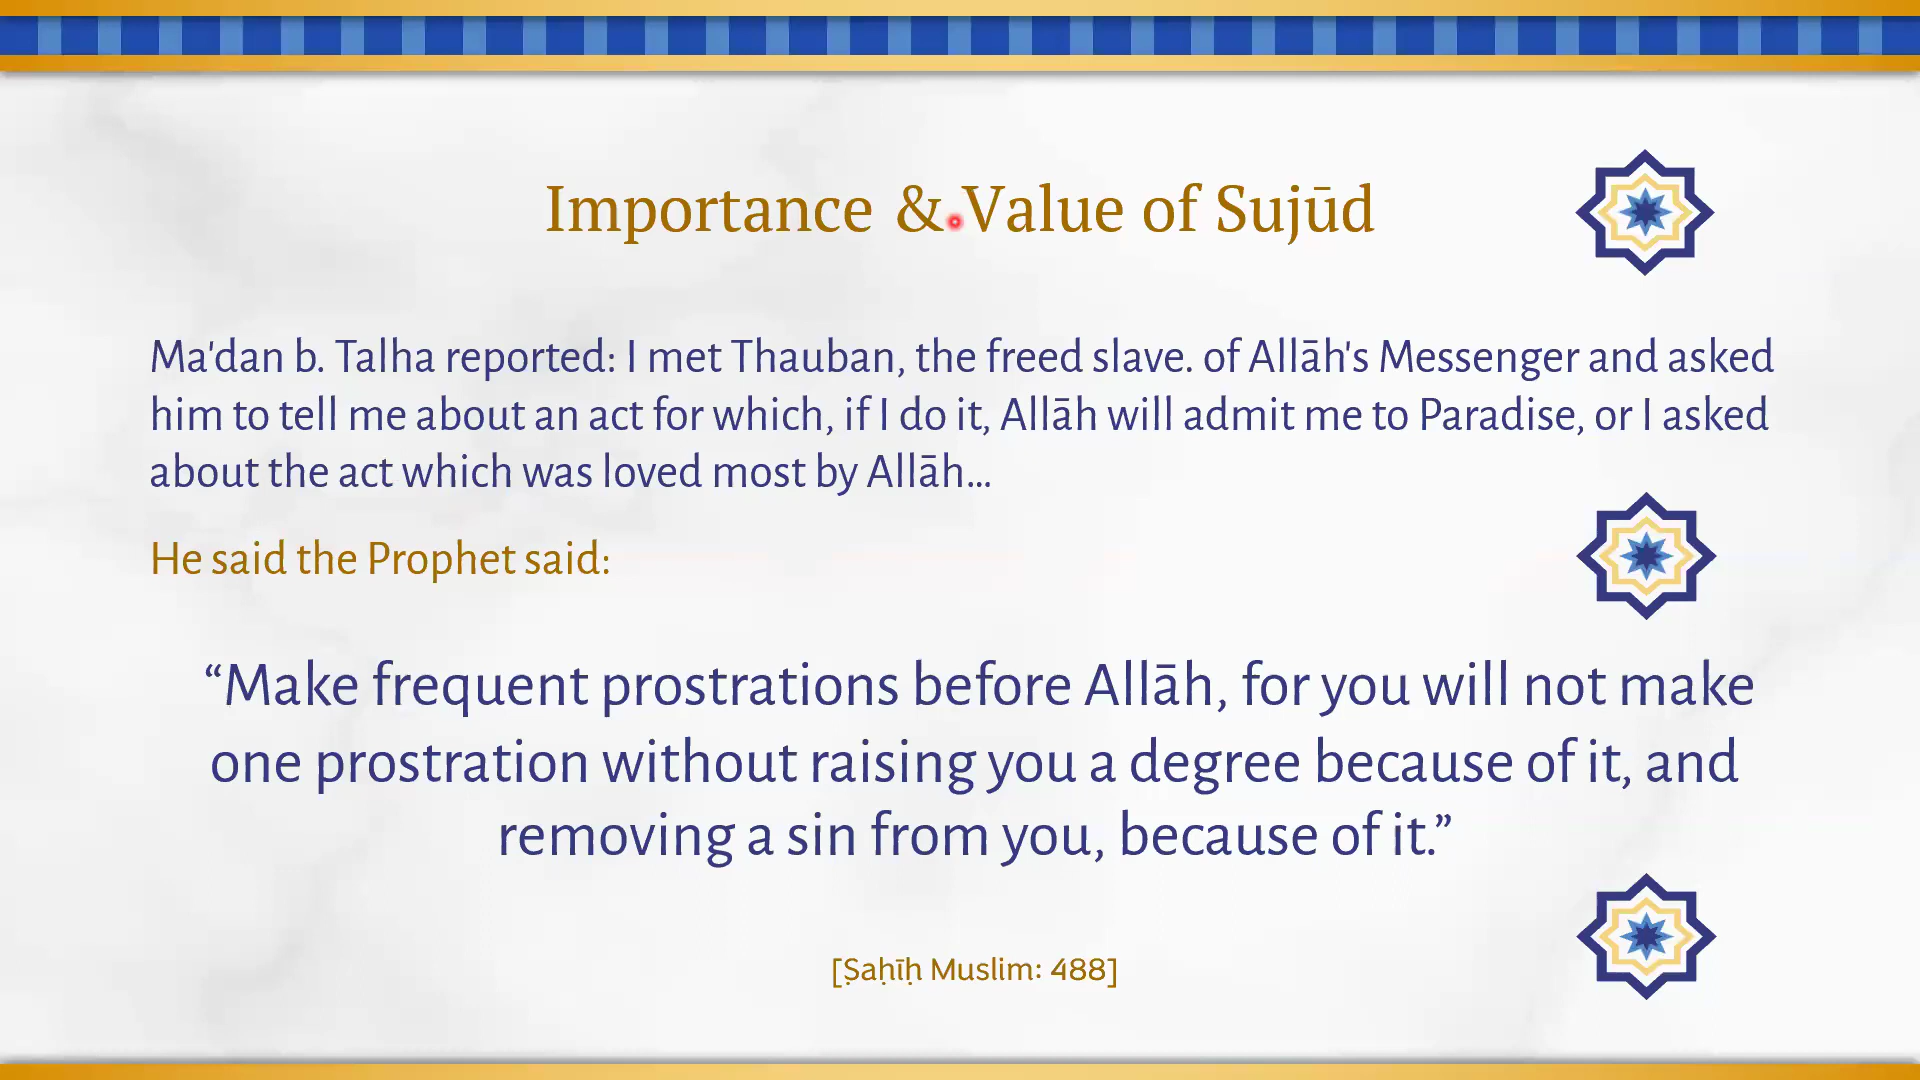 Importance & Value of Sujūd
Ma'dan b. Talha reported: I met Thauban, the freed slave. of Allāh's Messenger and asked
him to tell me about an act for which, if I do it, Allāh will admit me to Paradise, or I asked
about the act which was loved most by Allāh...
He said the Prophet said:
“Make frequent prostrations before Allāh, for you will not make
one prostration without raising you a degree because of it, and
removing a sin from you, because of it.”
[Ṣaḥīḥ Muslim: 488]